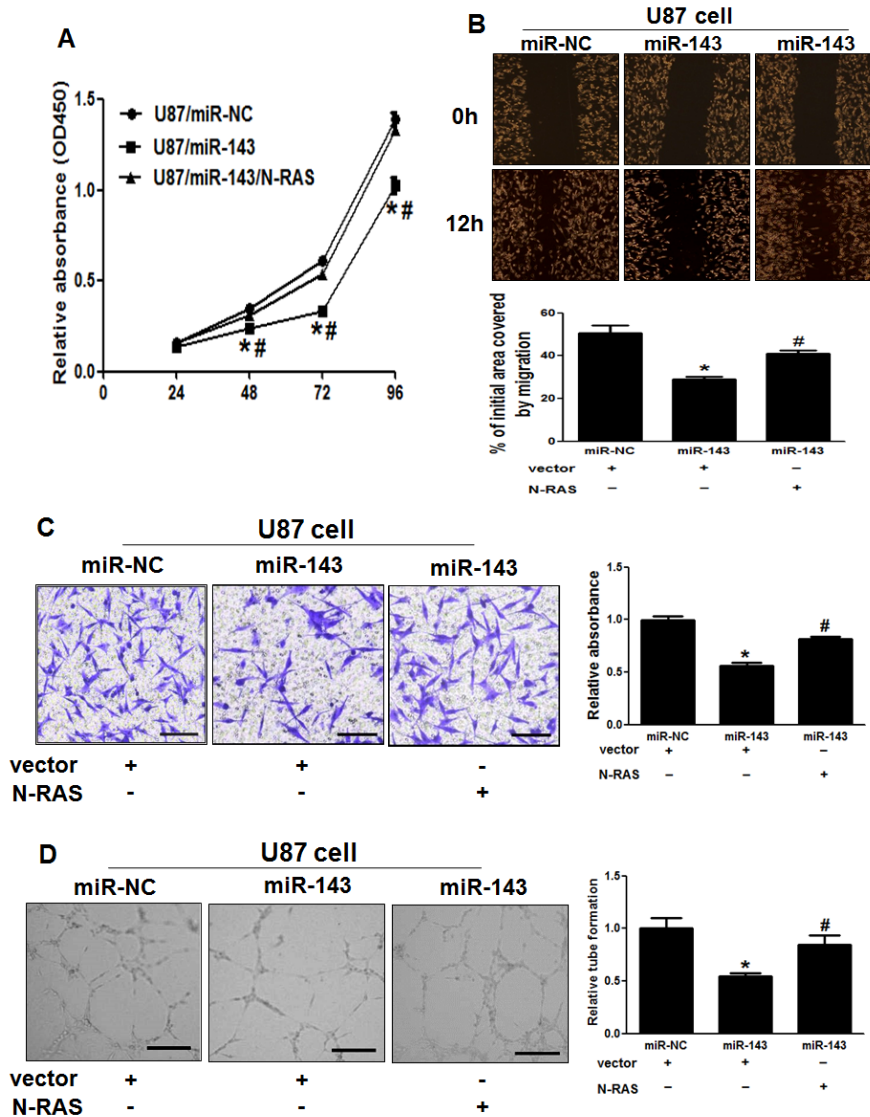 A
Relative absorbance (OD450)
1.5
1.0
0.5
0.0
0 24 48 72 96
U87/miR-NC
U87/miR-143
U87/miR-143/N-RAS
*#
*#
*#
B
U87 cell
miR-NC miR-143 miR-143
0h
12h
% of initial area covered
by migration
60
40
20
0
*
#
miR-NC miR-143 miR-143
vector + + –
N-RAS – – +
C
U87 cell
miR-NC miR-143 miR-143
vector + + -
N-RAS - - +
Relative absorbance
1.5
1.0
0.5
0.0
*
#
miR-NC miR-143 miR-143
vector + + –
N-RAS – – +
D
U87 cell
miR-NC miR-143 miR-143
vector + + -
N-RAS - - +
Relative tube formation
1.5
1.0
0.5
0.0
*
#
miR-NC miR-143 miR-143
vector + + –
N-RAS – – +